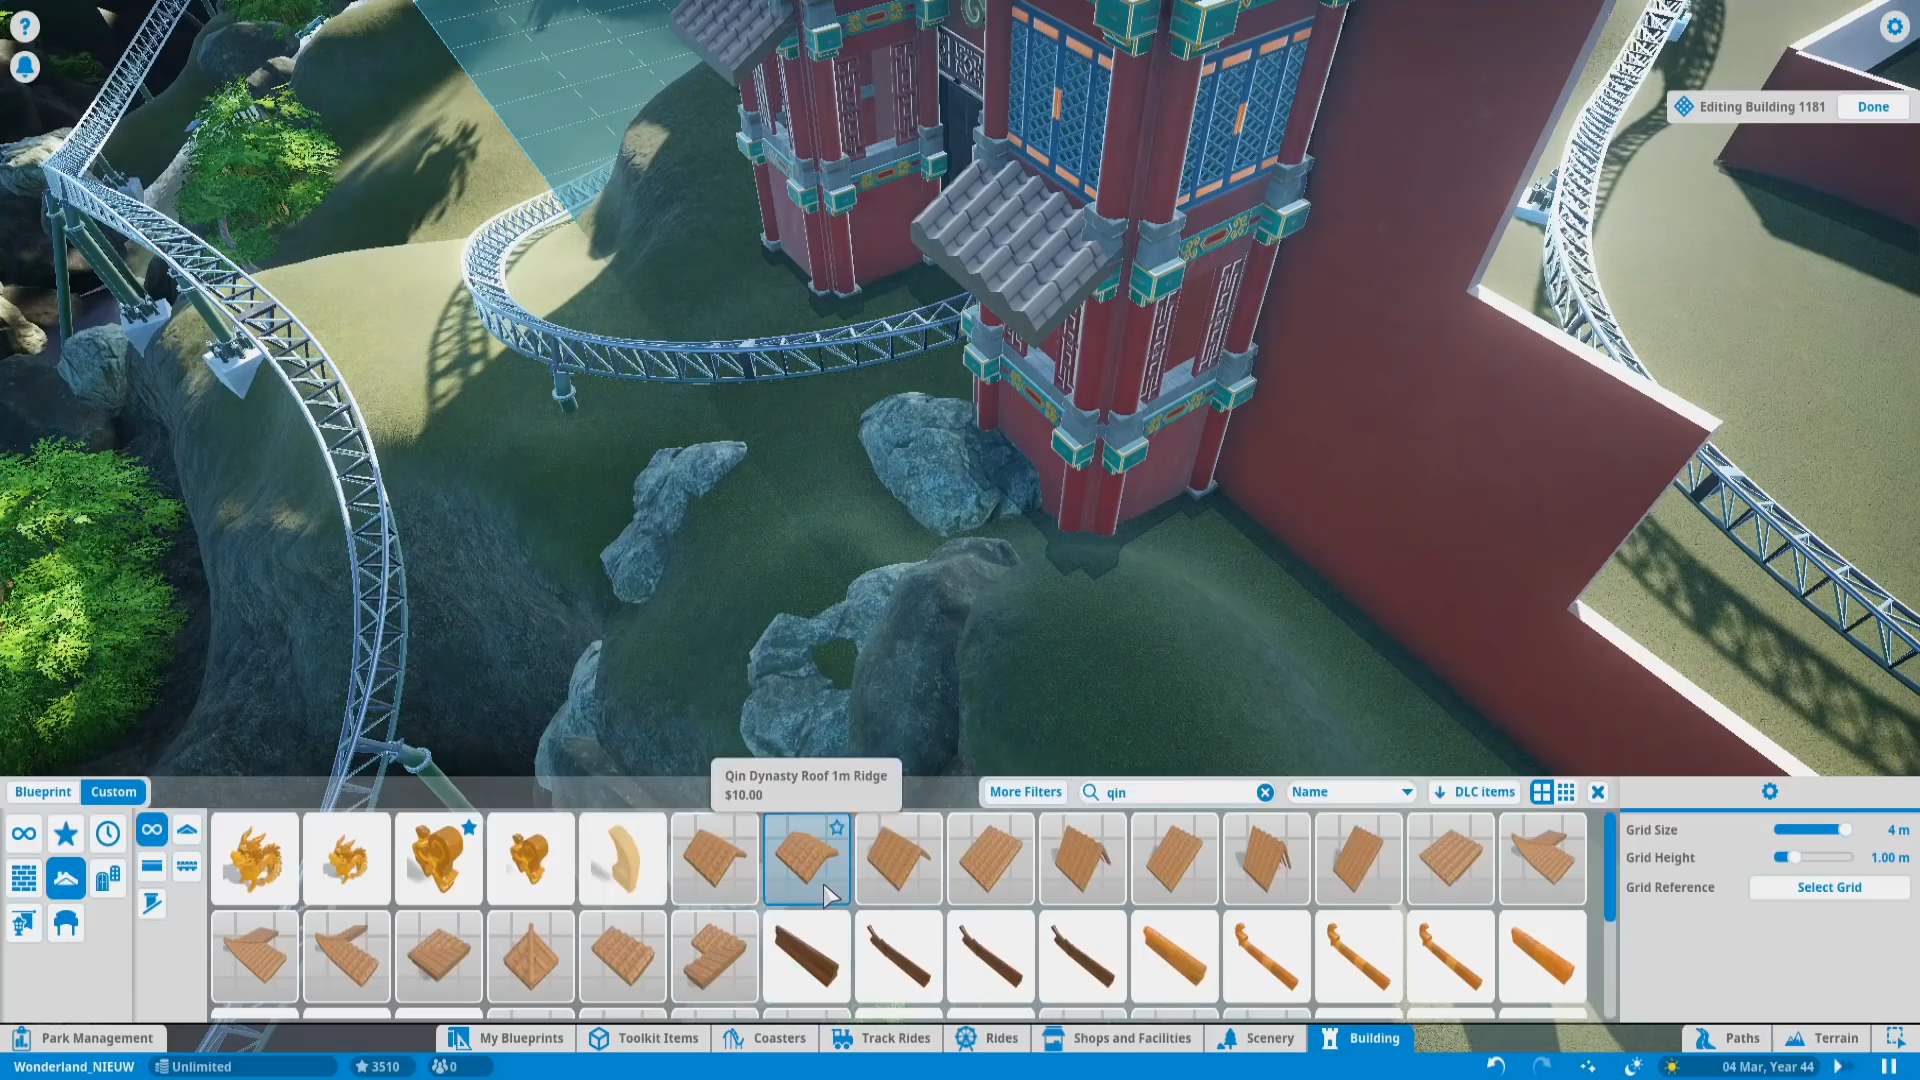 ?
Editing Building 1181
Done
Qin Dynasty Roof 1m Ridge
$10.00
Blueprint
Custom
More Filters
qin
Name
DLC items
Grid Size
4 m
Grid Height
1.00 m
Grid Reference
Select Grid
Park Management
My Blueprints
Toolkit Items
Coasters
Track Rides
Rides
Shops and Facilities
Scenery
Building
Paths
Terrain
Wonderland_NIEUW
Unlimited
3510
0
04 Mar, Year 44